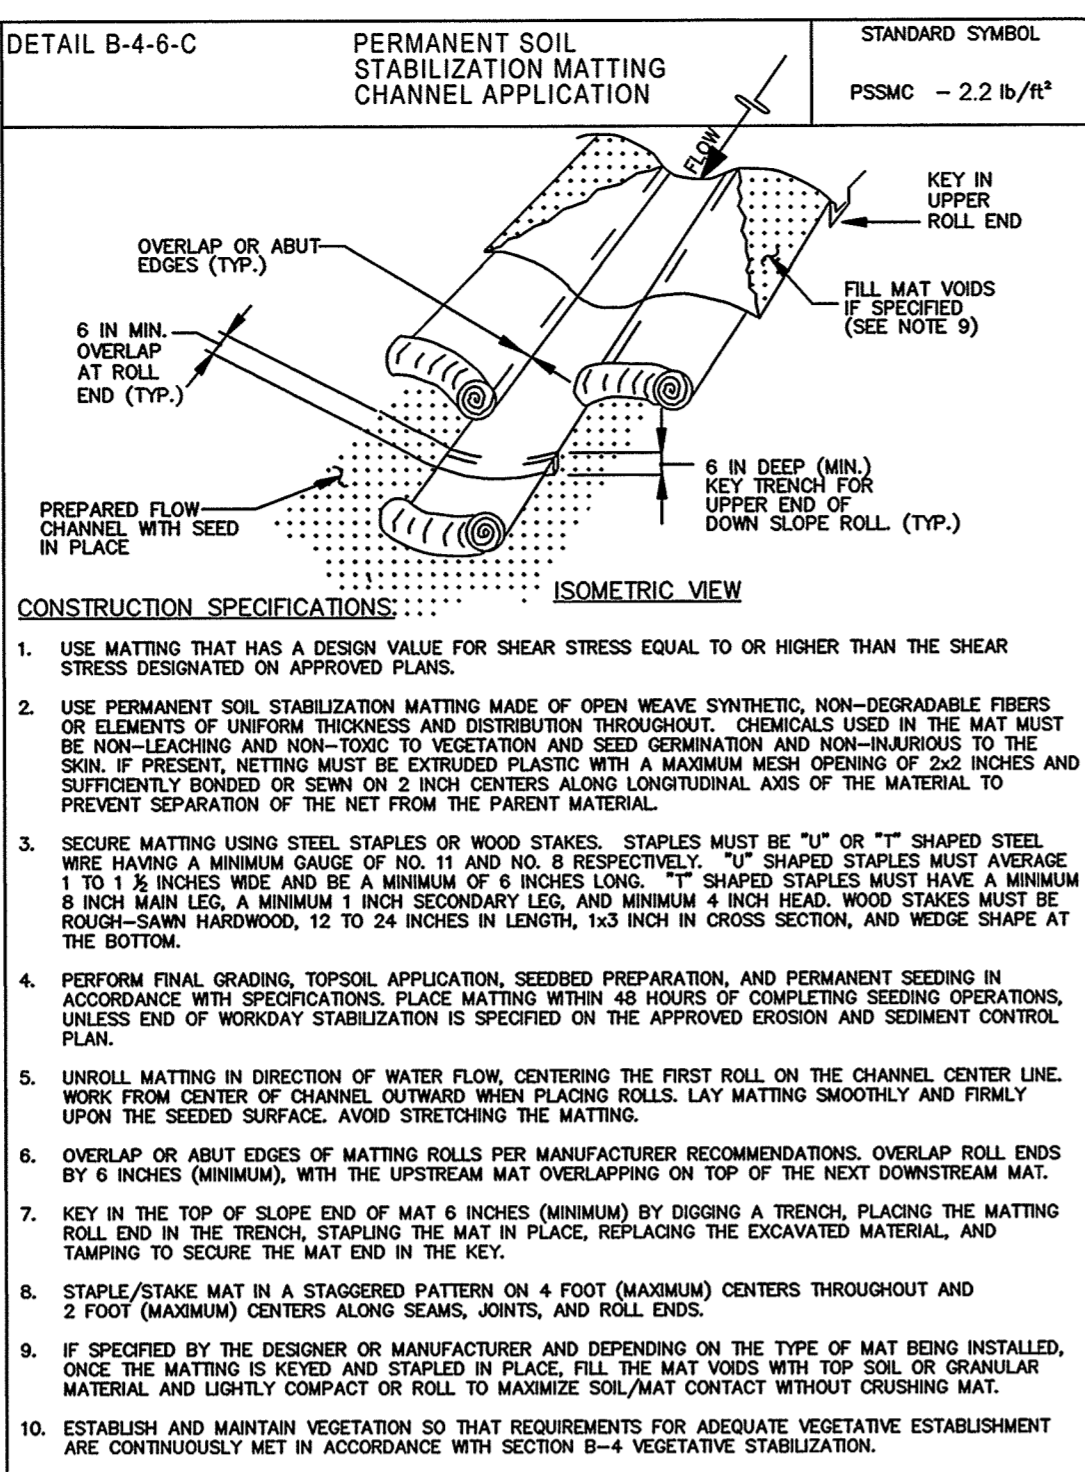 DETAIL B-4-6-C
PERMANENT SOIL
STABILIZATION MATTING
CHANNEL APPLICATION
STANDARD SYMBOL
PSSMC - 2.2 lb/ft²
FLOW
KEY IN
UPPER
ROLL END
OVERLAP OR ABUT
EDGES (TYP.)
FILL MAT VOIDS
IF SPECIFIED
(SEE NOTE 9)
6 IN MIN.
OVERLAP
AT ROLL
END (TYP.)
6 IN DEEP (MIN.)
KEY TRENCH FOR
UPPER END OF
DOWN SLOPE ROLL. (TYP.)
PREPARED FLOW
CHANNEL WITH SEED
IN PLACE
ISOMETRIC VIEW
CONSTRUCTION SPECIFICATIONS:
1. USE MATTING THAT HAS A DESIGN VALUE FOR SHEAR STRESS EQUAL TO OR HIGHER THAN THE SHEAR
STRESS DESIGNATED ON APPROVED PLANS.
2. USE PERMANENT SOIL STABILIZATION MATTING MADE OF OPEN WEAVE SYNTHETIC, NON-DEGRADABLE FIBERS
OR ELEMENTS OF UNIFORM THICKNESS AND DISTRIBUTION THROUGHOUT. CHEMICALS USED IN THE MAT MUST
BE NON-LEACHING AND NON-TOXIC TO VEGETATION AND SEED GERMINATION AND NON-INJURIOUS TO THE
SKIN. IF PRESENT, NETTING MUST BE EXTRUDED PLASTIC WITH A MAXIMUM MESH OPENING OF 2x2 INCHES AND
SUFFICIENTLY BONDED OR SEWN ON 2 INCH CENTERS ALONG LONGITUDINAL AXIS OF THE MATERIAL TO
PREVENT SEPARATION OF THE NET FROM THE PARENT MATERIAL.
3. SECURE MATTING USING STEEL STAPLES OR WOOD STAKES. STAPLES MUST BE "U" OR "T" SHAPED STEEL
WIRE HAVING A MINIMUM GAUGE OF NO. 11 AND NO. 8 RESPECTIVELY. "U" SHAPED STAPLES MUST AVERAGE
1 TO 1 ½ INCHES WIDE AND BE A MINIMUM OF 6 INCHES LONG. "T" SHAPED STAPLES MUST HAVE A MINIMUM
8 INCH MAIN LEG, A MINIMUM 1 INCH SECONDARY LEG, AND MINIMUM 4 INCH HEAD. WOOD STAKES MUST BE
ROUGH-SAWN HARDWOOD, 12 TO 24 INCHES IN LENGTH, 1x3 INCH IN CROSS SECTION, AND WEDGE SHAPE AT
THE BOTTOM.
4. PERFORM FINAL GRADING, TOPSOIL APPLICATION, SEEDBED PREPARATION, AND PERMANENT SEEDING IN
ACCORDANCE WITH SPECIFICATIONS. PLACE MATTING WITHIN 48 HOURS OF COMPLETING SEEDING OPERATIONS,
UNLESS END OF WORKDAY STABILIZATION IS SPECIFIED ON THE APPROVED EROSION AND SEDIMENT CONTROL
PLAN.
5. UNROLL MATTING IN DIRECTION OF WATER FLOW, CENTERING THE FIRST ROLL ON THE CHANNEL CENTER LINE.
WORK FROM CENTER OF CHANNEL OUTWARD WHEN PLACING ROLLS. LAY MATTING SMOOTHLY AND FIRMLY
UPON THE SEEDED SURFACE. AVOID STRETCHING THE MATTING.
6. OVERLAP OR ABUT EDGES OF MATTING ROLLS PER MANUFACTURER RECOMMENDATIONS. OVERLAP ROLL ENDS
BY 6 INCHES (MINIMUM), WITH THE UPSTREAM MAT OVERLAPPING ON TOP OF THE NEXT DOWNSTREAM MAT.
7. KEY IN THE TOP OF SLOPE END OF MAT 6 INCHES (MINIMUM) BY DIGGING A TRENCH, PLACING THE MATTING
ROLL END IN THE TRENCH, STAPLING THE MAT IN PLACE, REPLACING THE EXCAVATED MATERIAL, AND
TAMPING TO SECURE THE MAT END IN THE KEY.
8. STAPLE/STAKE MAT IN A STAGGERED PATTERN ON 4 FOOT (MAXIMUM) CENTERS THROUGHOUT AND
2 FOOT (MAXIMUM) CENTERS ALONG SEAMS, JOINTS, AND ROLL ENDS.
9. IF SPECIFIED BY THE DESIGNER OR MANUFACTURER AND DEPENDING ON THE TYPE OF MAT BEING INSTALLED,
ONCE THE MATTING IS KEYED AND STAPLED IN PLACE, FILL THE MAT VOIDS WITH TOP SOIL OR GRANULAR
MATERIAL AND LIGHTLY COMPACT OR ROLL TO MAXIMIZE SOIL/MAT CONTACT WITHOUT CRUSHING MAT.
10. ESTABLISH AND MAINTAIN VEGETATION SO THAT REQUIREMENTS FOR ADEQUATE VEGETATIVE ESTABLISHMENT
ARE CONTINUOUSLY MET IN ACCORDANCE WITH SECTION B-4 VEGETATIVE STABILIZATION.